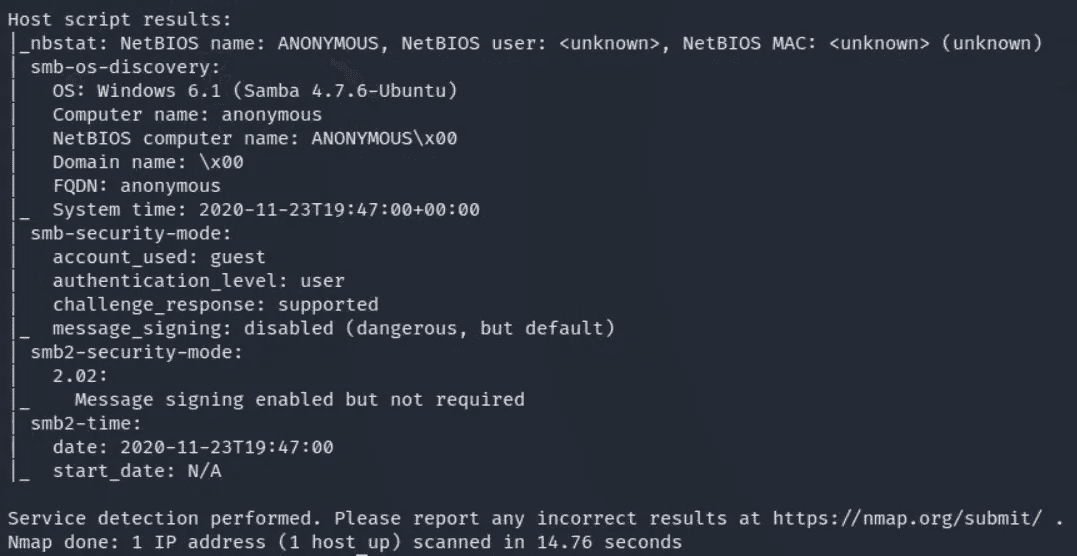 Host script results:
|_nbstat: NetBIOS name: ANONYMOUS, NetBIOS user: <unknown>, NetBIOS MAC: <unknown> (unknown)
| smb-os-discovery:
|   OS: Windows 6.1 (Samba 4.7.6-Ubuntu)
|   Computer name: anonymous
|   NetBIOS computer name: ANONYMOUS\x00
|   Domain name: \x00
|   FQDN: anonymous
|_  System time: 2020-11-23T19:47:00+00:00
| smb-security-mode:
|   account_used: guest
|   authentication_level: user
|   challenge_response: supported
|_  message_signing: disabled (dangerous, but default)
| smb2-security-mode:
|   2.02:
|_    Message signing enabled but not required
| smb2-time:
|   date: 2020-11-23T19:47:00
|_  start_date: N/A

Service detection performed. Please report any incorrect results at https://nmap.org/submit/ .
Nmap done: 1 IP address (1 host up) scanned in 14.76 seconds